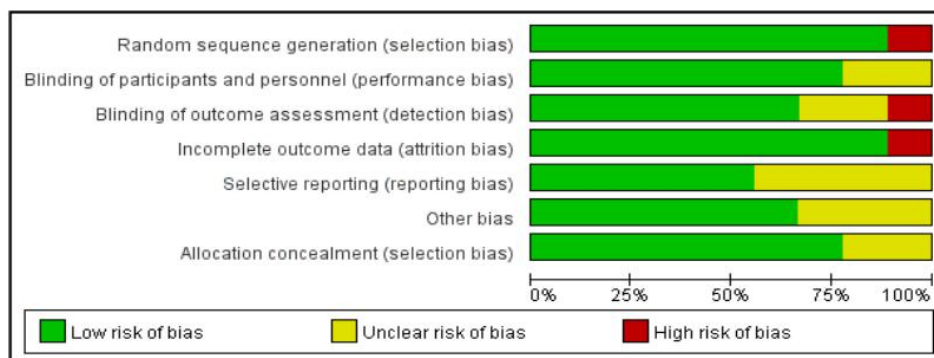 Random sequence generation (selection bias)
Blinding of participants and personnel (performance bias)
Blinding of outcome assessment (detection bias)
Incomplete outcome data (attrition bias)
Selective reporting (reporting bias)
Other bias
Allocation concealment (selection bias)
0% 25% 50% 75% 100%
Low risk of bias Unclear risk of bias High risk of bias